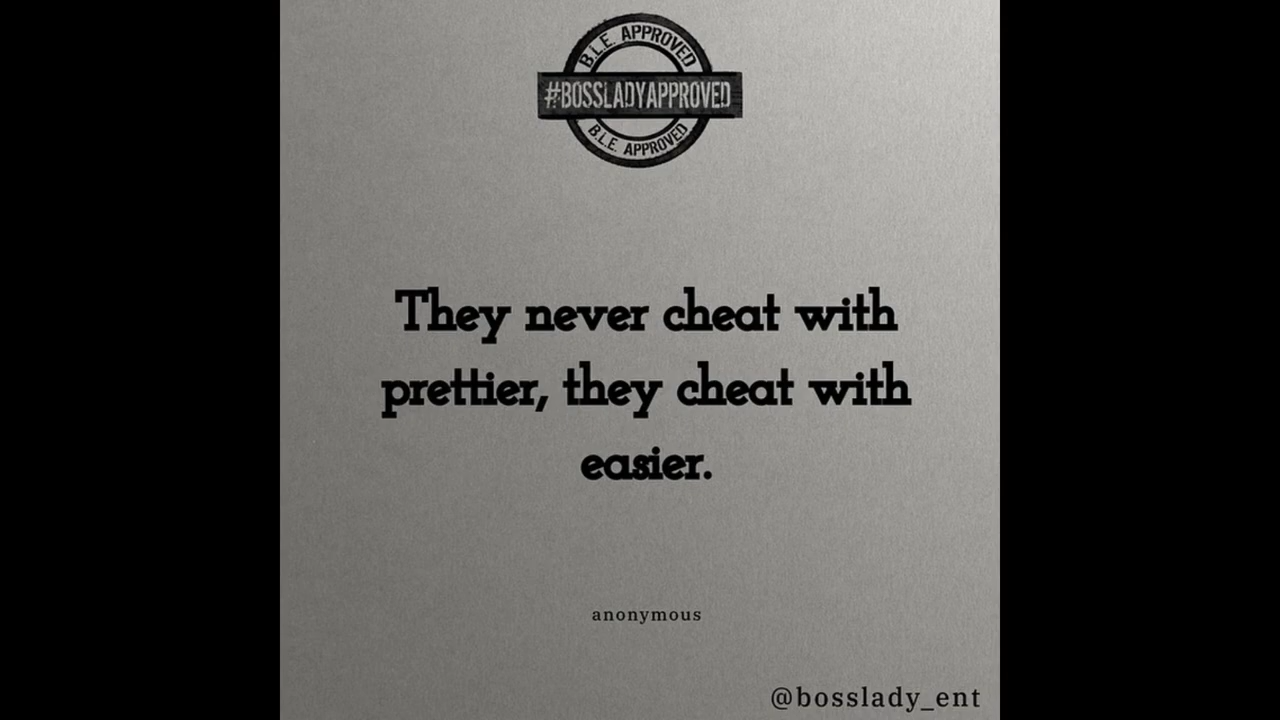 B.L.E. APPROVED
#BOSSLADYAPPROVED
B.L.E. APPROVED
They never cheat with
prettier, they cheat with
easier.
anonymous
@bosslady_ent